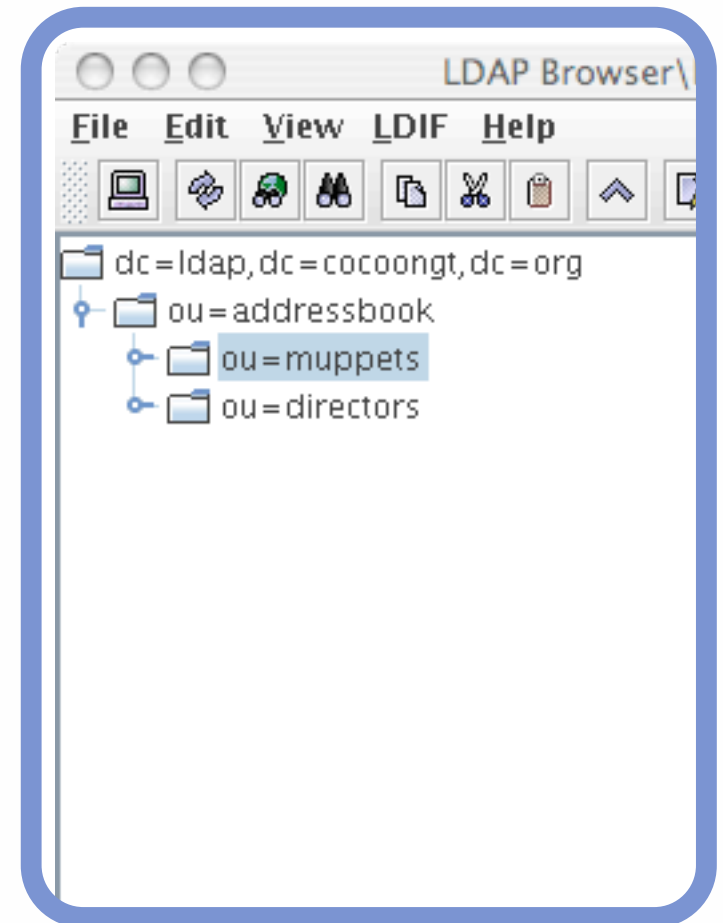 LDAP Browser\
File Edit View LDIF Help
dc=ldap,dc=cocoongt,dc=org
ou=addressbook
ou=muppets
ou=directors